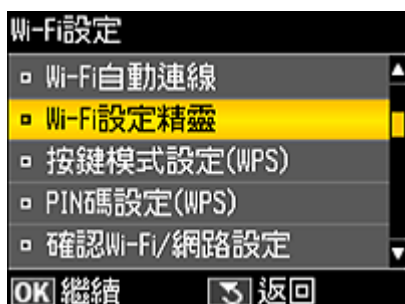 Wi-Fi設定
Wi-Fi自動連線
Wi-Fi設定精靈
按鍵模式設定(WPS)
PIN碼設定(WPS)
確認Wi-Fi/網路設定
OK 繼續 返回